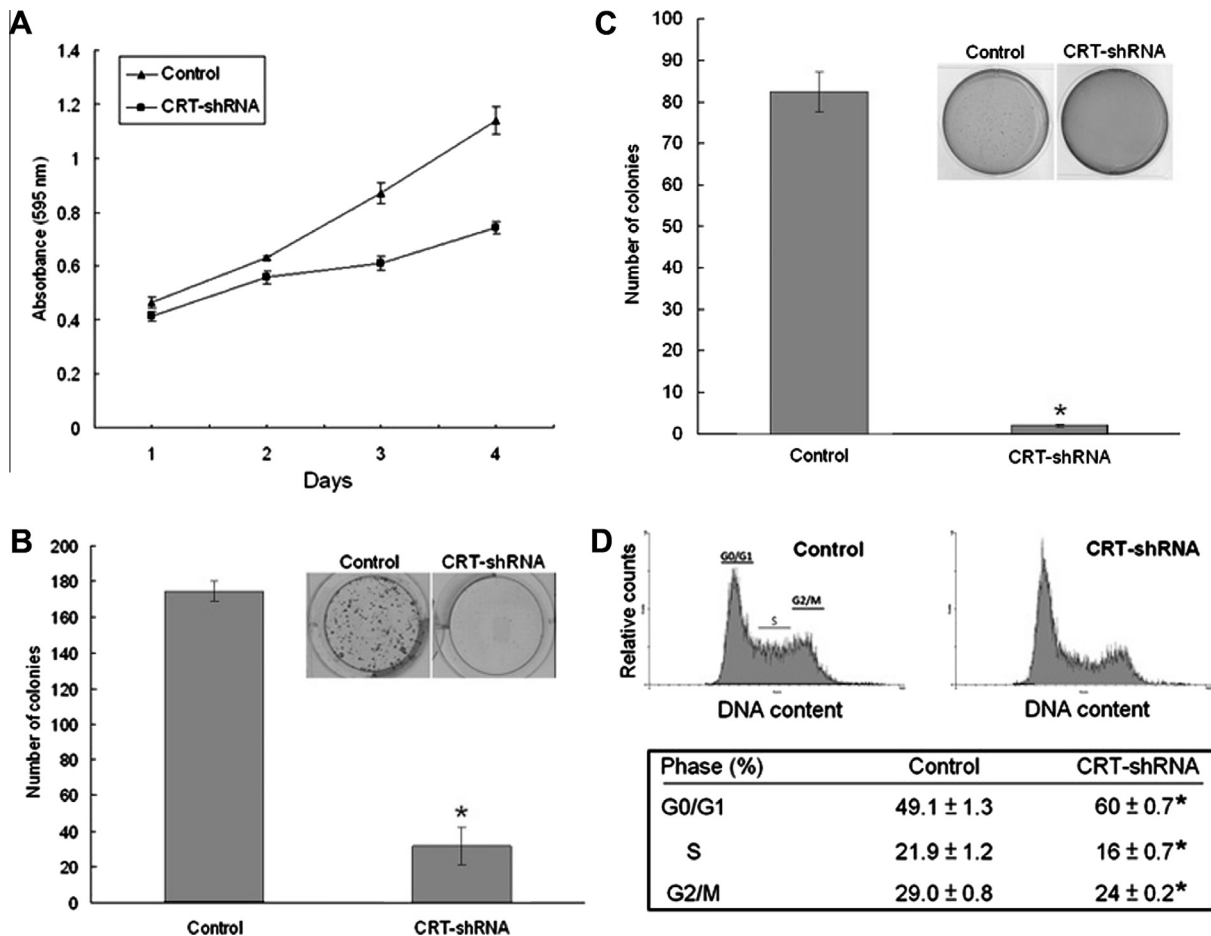 A
1.4
1.2
1
0.8
0.6
0.4
0.2
0
Absorbance (595 nm)
Control
CRT-shRNA
1 2 3 4
Days
C
100
90
80
70
60
50
40
30
20
10
0
Number of colonies
Control CRT-shRNA
*
Control CRT-shRNA
B
200
180
160
140
120
100
80
60
40
20
0
Number of colonies
Control CRT-shRNA
*
Control CRT-shRNA
D
Relative counts
G0/G1
S
G2/M
Control
CRT-shRNA
DNA content DNA content
Phase (%) Control CRT-shRNA
G0/G1 49.1 ± 1.3 60 ± 0.7*
S 21.9 ± 1.2 16 ± 0.7*
G2/M 29.0 ± 0.8 24 ± 0.2*